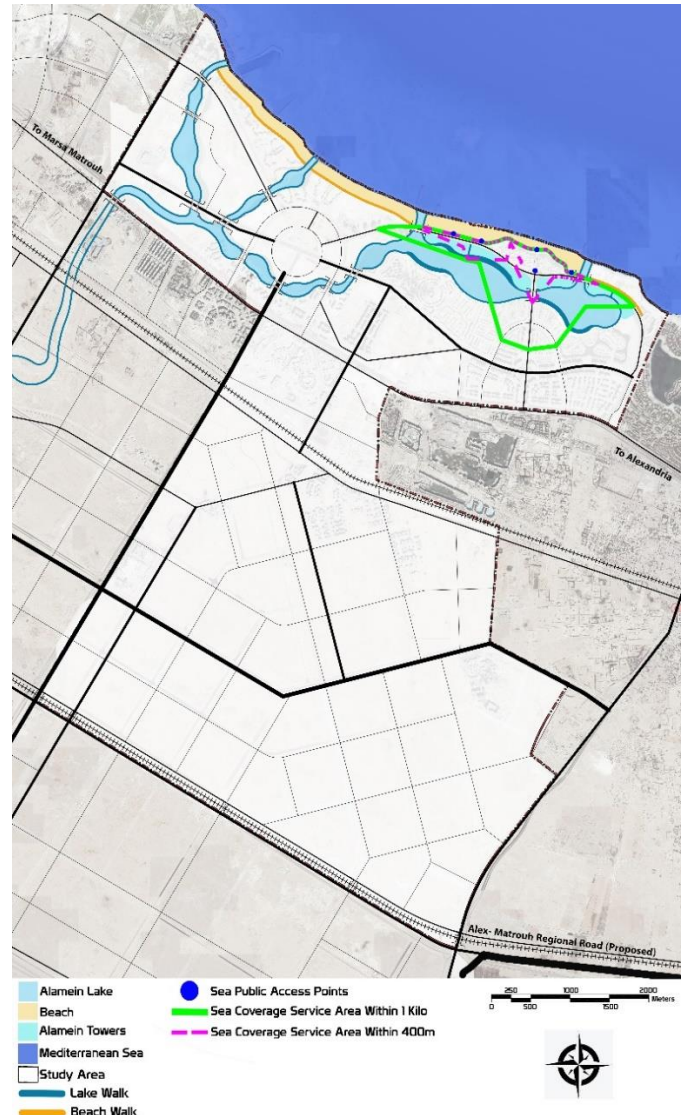 To Marsa Matrouh
To Alexandria
Alex- Matrouh Regional Road (Proposed)
Alamein Lake
Beach
Alamein Towers
Mediterranean Sea
Study Area
Lake Walk
Beach Walk
Sea Public Access Points
Sea Coverage Service Area Within 1 Kilo
Sea Coverage Service Area Within 400m
250 1000 2000
Meters
0 500 1500